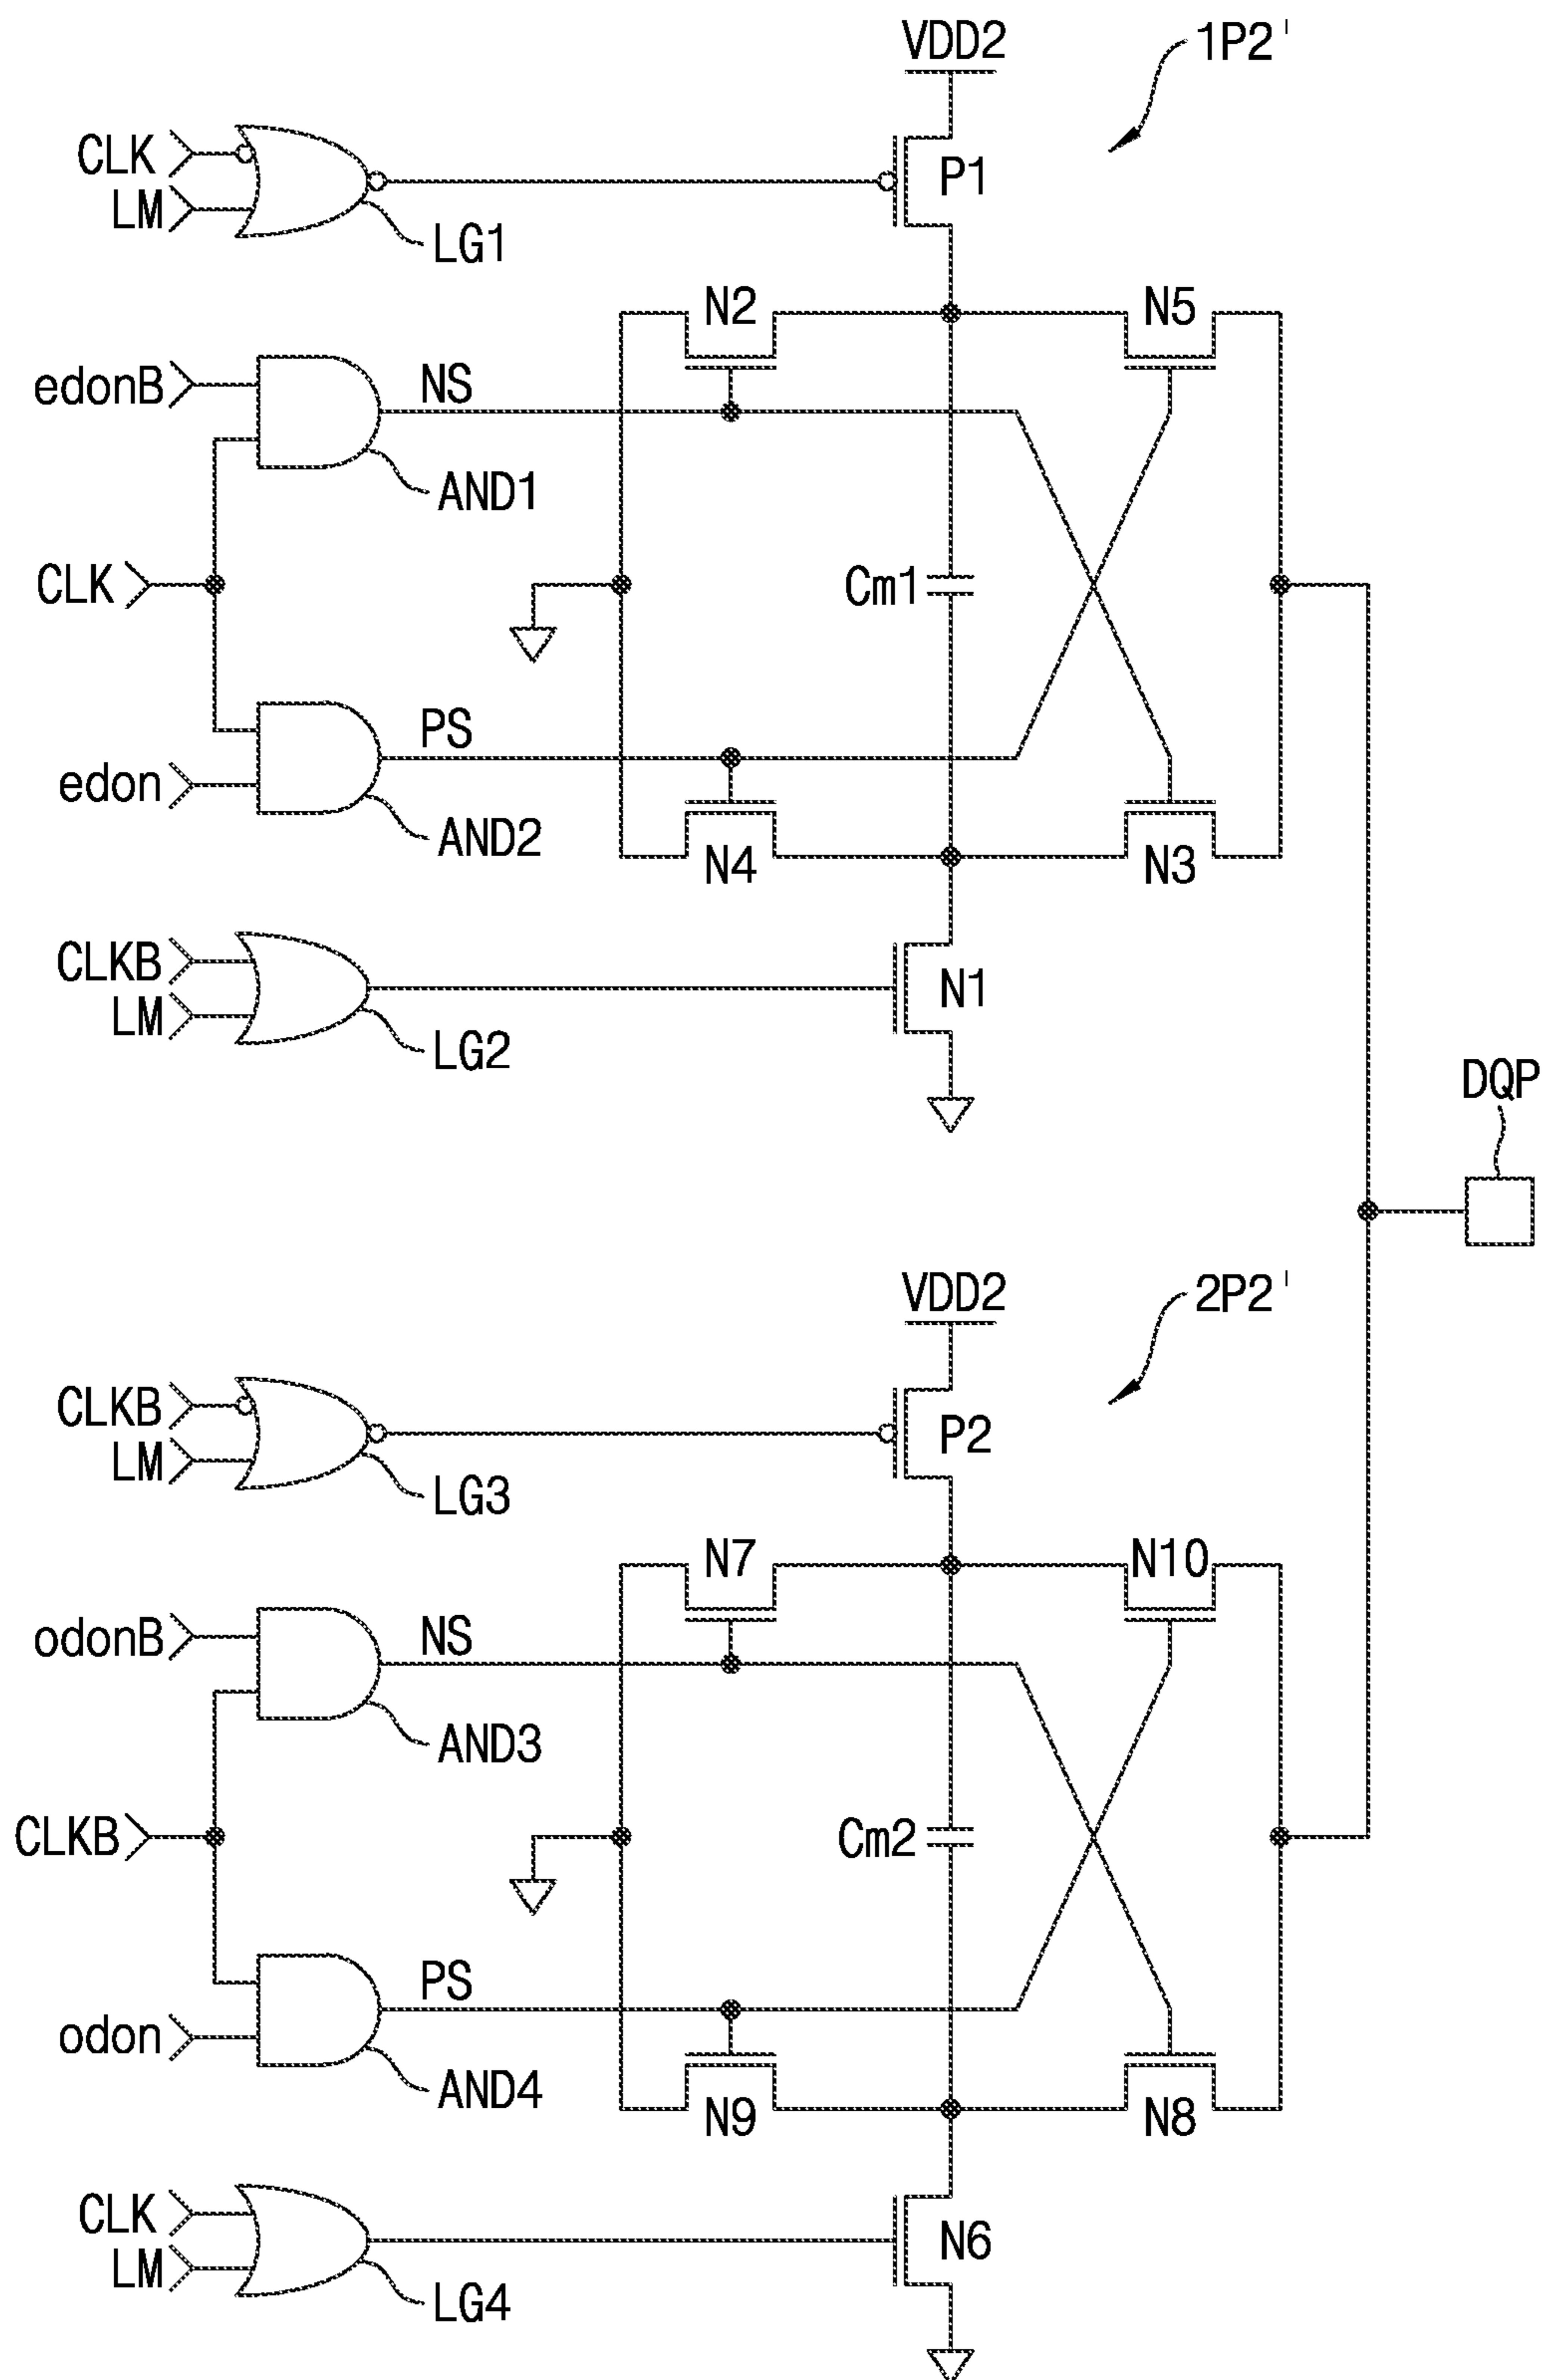 VDD2
1P2'
CLK
LM
LG1
P1
N2
N5
edonB
NS
AND1
CLK
Cm1
PS
edon
AND2
N4
N3
CLKB
LM
LG2
N1
DQP
VDD2
2P2'
CLKB
LM
LG3
P2
N7
N10
odonB
NS
AND3
CLKB
Cm2
PS
odon
AND4
N9
N8
CLK
LM
LG4
N6